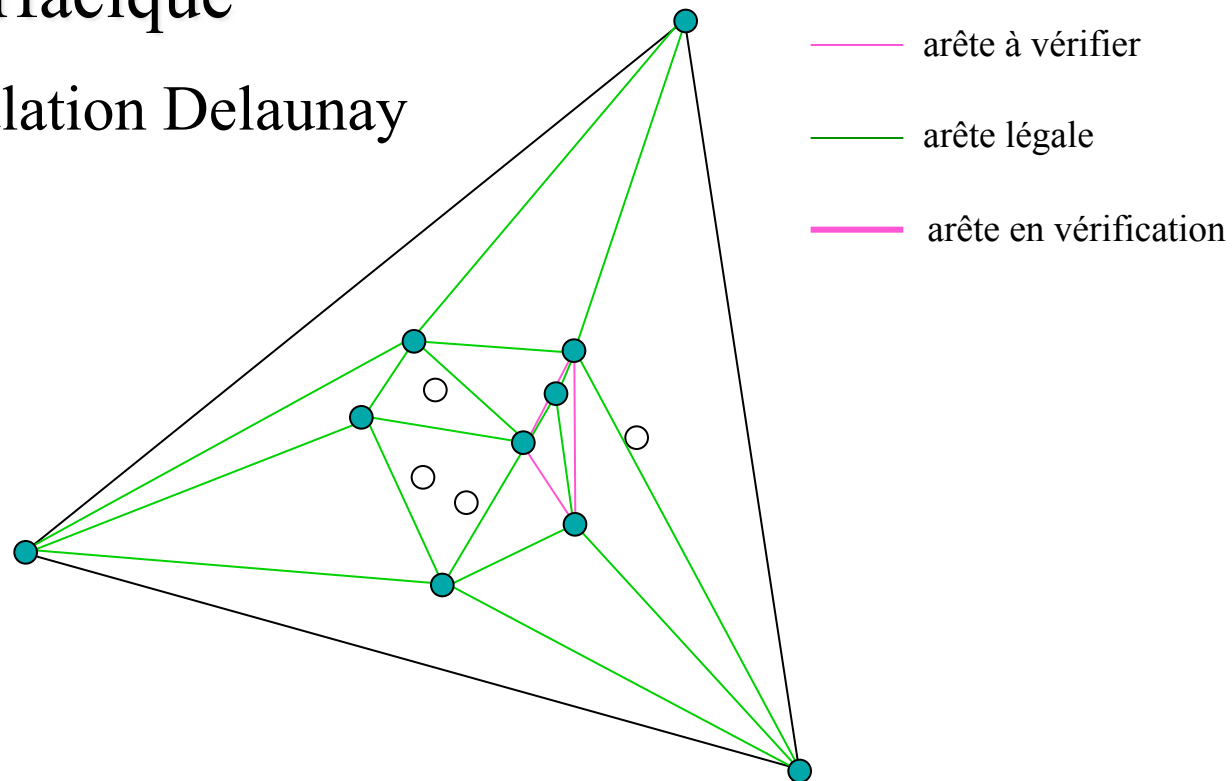 lation Delaunay
arête à vérifier
arête légale
arête en vérification